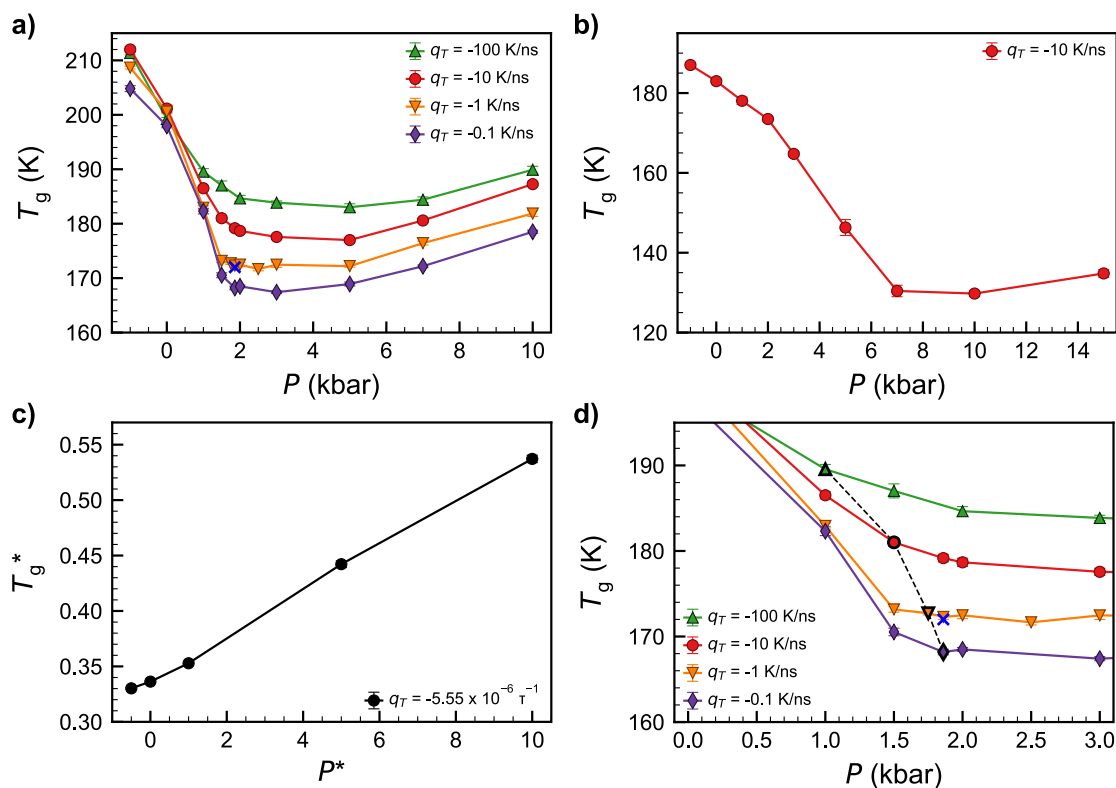 a)
210
200
190
180
170
160
T_g (K)
0 2 4 6 8 10
P (kbar)
q_T = -100 K/ns
q_T = -10 K/ns
q_T = -1 K/ns
q_T = -0.1 K/ns
b)
180
160
140
120
T_g (K)
0 2 4 6 8 10 12 14
P (kbar)
q_T = -10 K/ns
c)
0.55
0.50
0.45
0.40
0.35
0.30
T_g*
0 2 4 6 8 10
P*
q_T = -5.55 x 10⁻⁶ τ⁻¹
d)
190
180
170
160
T_g (K)
0.0 0.5 1.0 1.5 2.0 2.5 3.0
P (kbar)
q_T = -100 K/ns
q_T = -10 K/ns
q_T = -1 K/ns
q_T = -0.1 K/ns